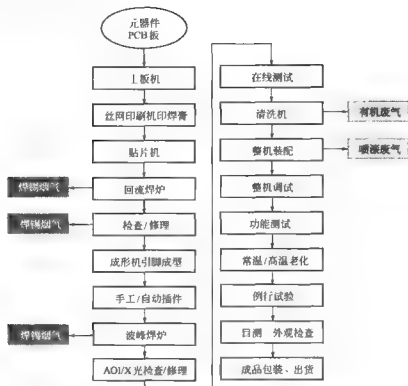 元器件
PCB板
上板机
丝网印刷机印焊膏
贴片机
焊锡烟气
回流焊炉
焊锡烟气
检查/修理
成形机引脚成型
手工/自动插件
焊锡烟气
波峰焊炉
AOI/X光检查/修理
在线测试
清洗机
有机废气
整机装配
喷漆废气
整机调试
功能测试
常温/高温老化
例行试验
目测 外观检查
成品包装、出货